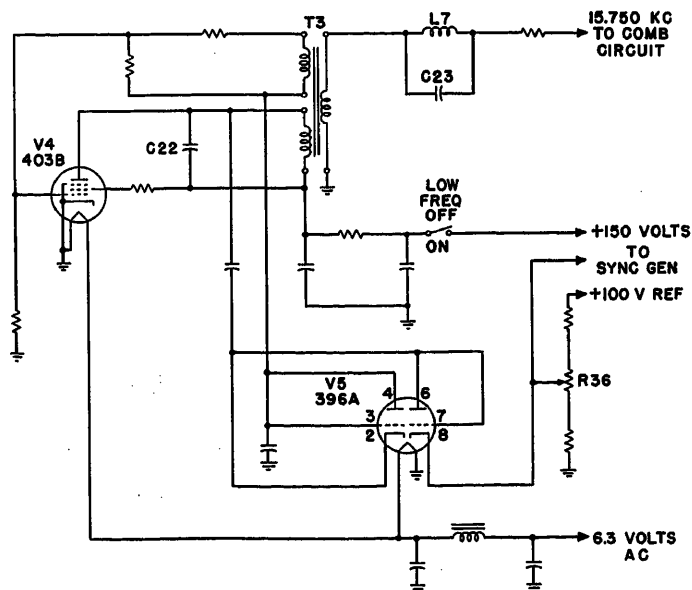 T3
L7
15.750 KC
TO COMB
CIRCUIT
C23
V4
403B
C22
LOW
FREQ
OFF
ON
+150 VOLTS
TO
SYNC GEN
+100 V REF
R36
V5
396A
4
6
3
7
2
8
6.3 VOLTS
AC